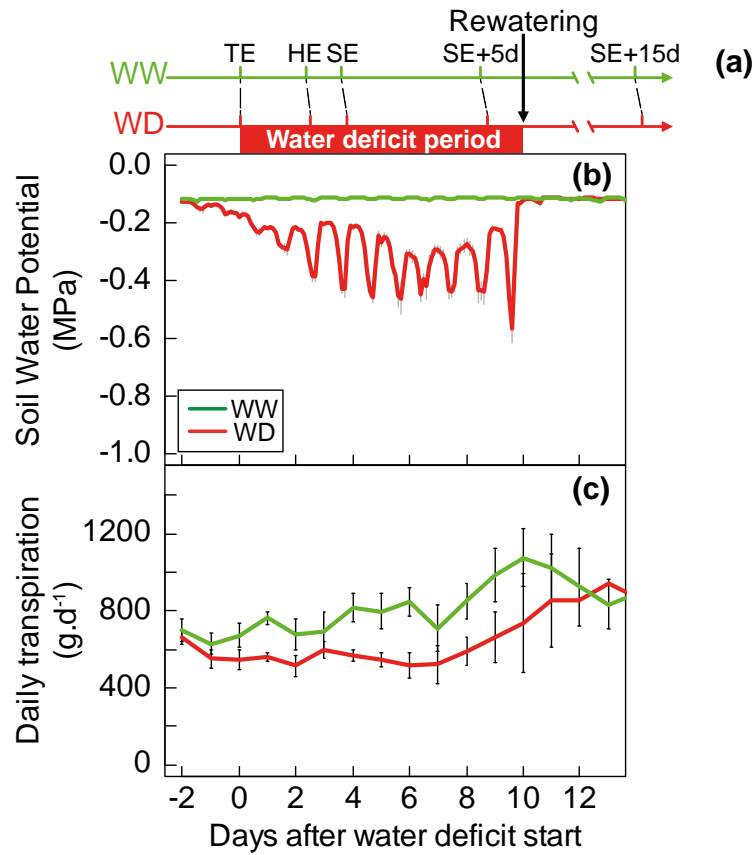 Rewatering
TE HE SE SE+5d SE+15d
(a)
WW
WD
Water deficit period
(b)
0.0
-0.2
-0.4
-0.6
-0.8
-1.0
Soil Water Potential
(MPa)
WW
WD
(c)
1200
800
400
0
Daily transpiration
(g.d-1)
-2 0 2 4 6 8 10 12
Days after water deficit start